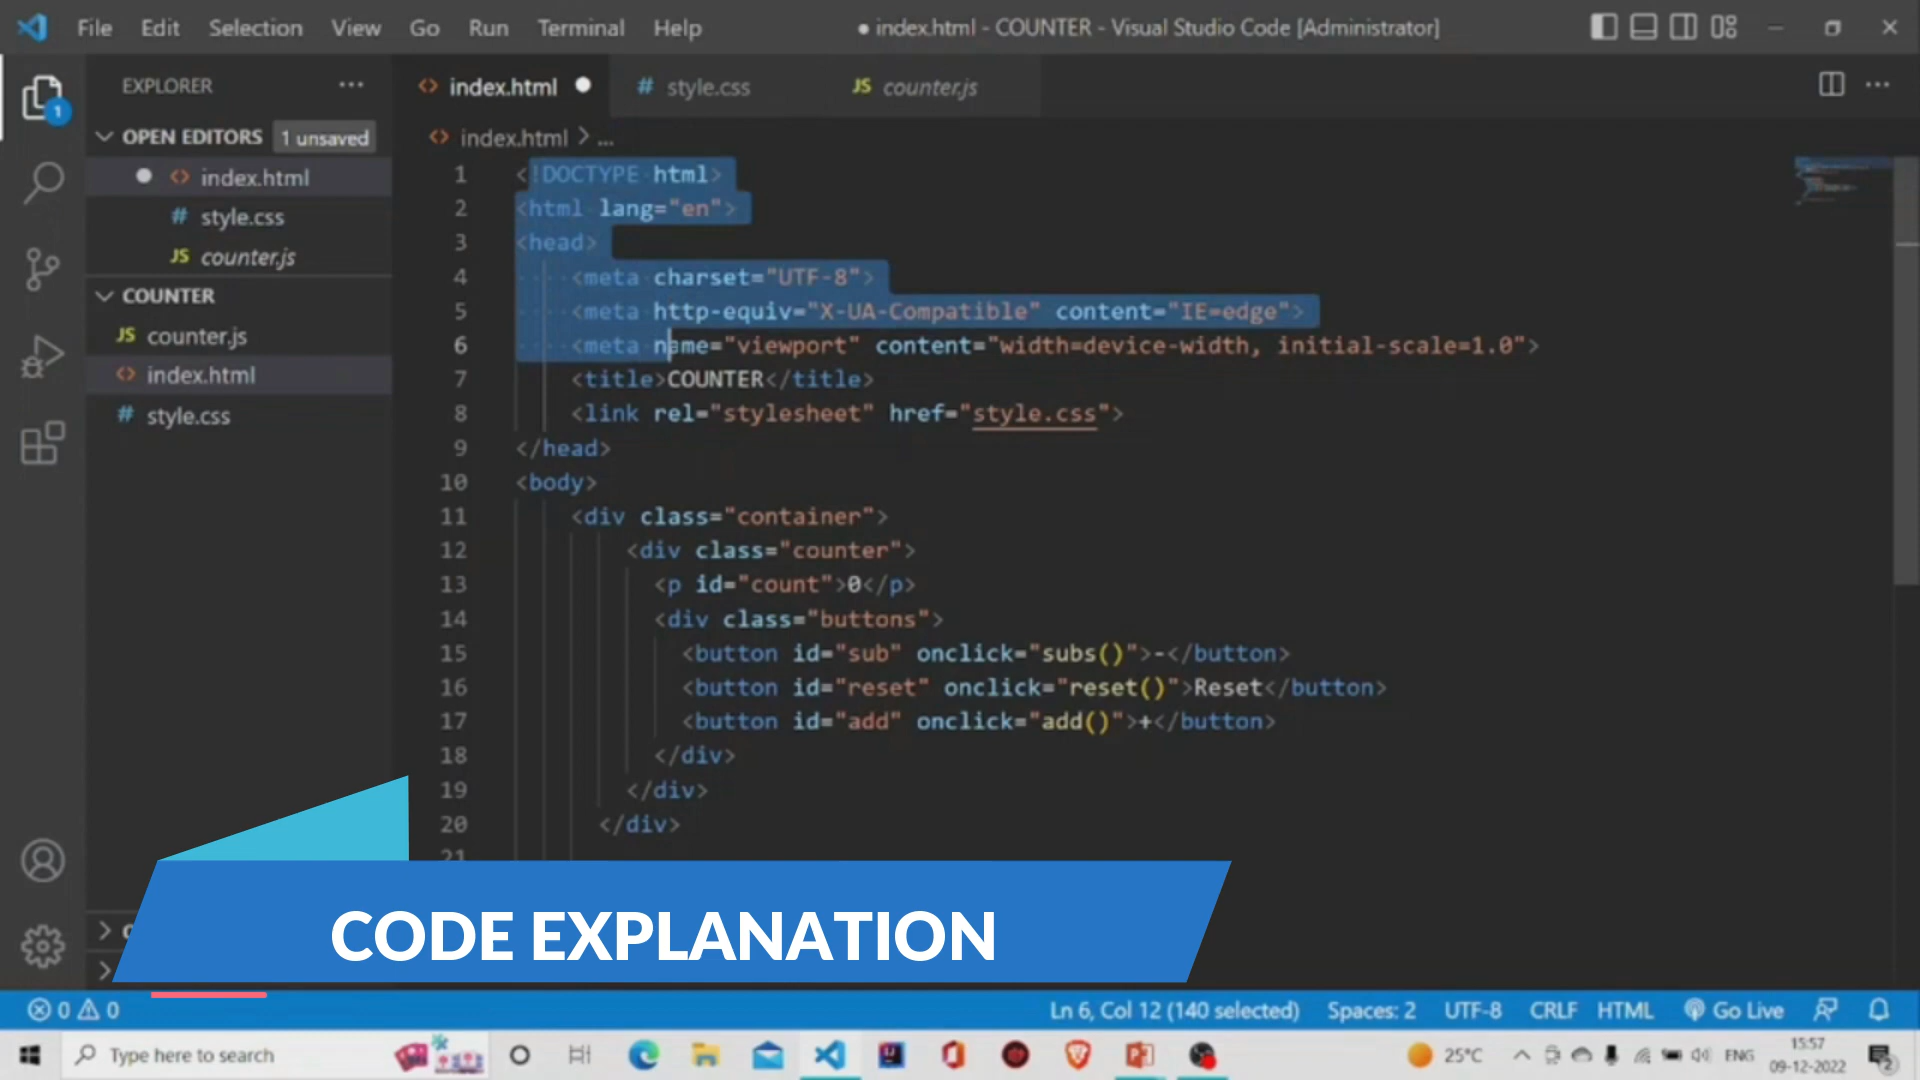 File Edit Selection View Go Run Terminal Help ● index.html - COUNTER - Visual Studio Code [Administrator]
EXPLORER ...
index.html ● # style.css JS counter.js
OPEN EDITORS 1 unsaved
● <> index.html
# style.css
JS counter.js
COUNTER
JS counter.js
<> index.html
# style.css
1
<> index.html > ...
1 <!DOCTYPE html>
2 <html lang="en">
3 <head>
4 <meta charset="UTF-8">
5 <meta http-equiv="X-UA-Compatible" content="IE=edge">
6 <meta name="viewport" content="width=device-width, initial-scale=1.0">
7 <title>COUNTER</title>
8 <link rel="stylesheet" href="style.css">
9 </head>
10 <body>
11 <div class="container">
12 <div class="counter">
13 <p id="count">0</p>
14 <div class="buttons">
15 <button id="sub" onclick="subs()">-</button>
16 <button id="reset" onclick="reset()">Reset</button>
17 <button id="add" onclick="add()">+</button>
18 </div>
19 </div>
20 </div>
21
CODE EXPLANATION
0 0 Ln 6, Col 12 (140 selected) Spaces: 2 UTF-8 CRLF HTML Go Live
Type here to search 25°C ENG 15:57
09-12-2022 2